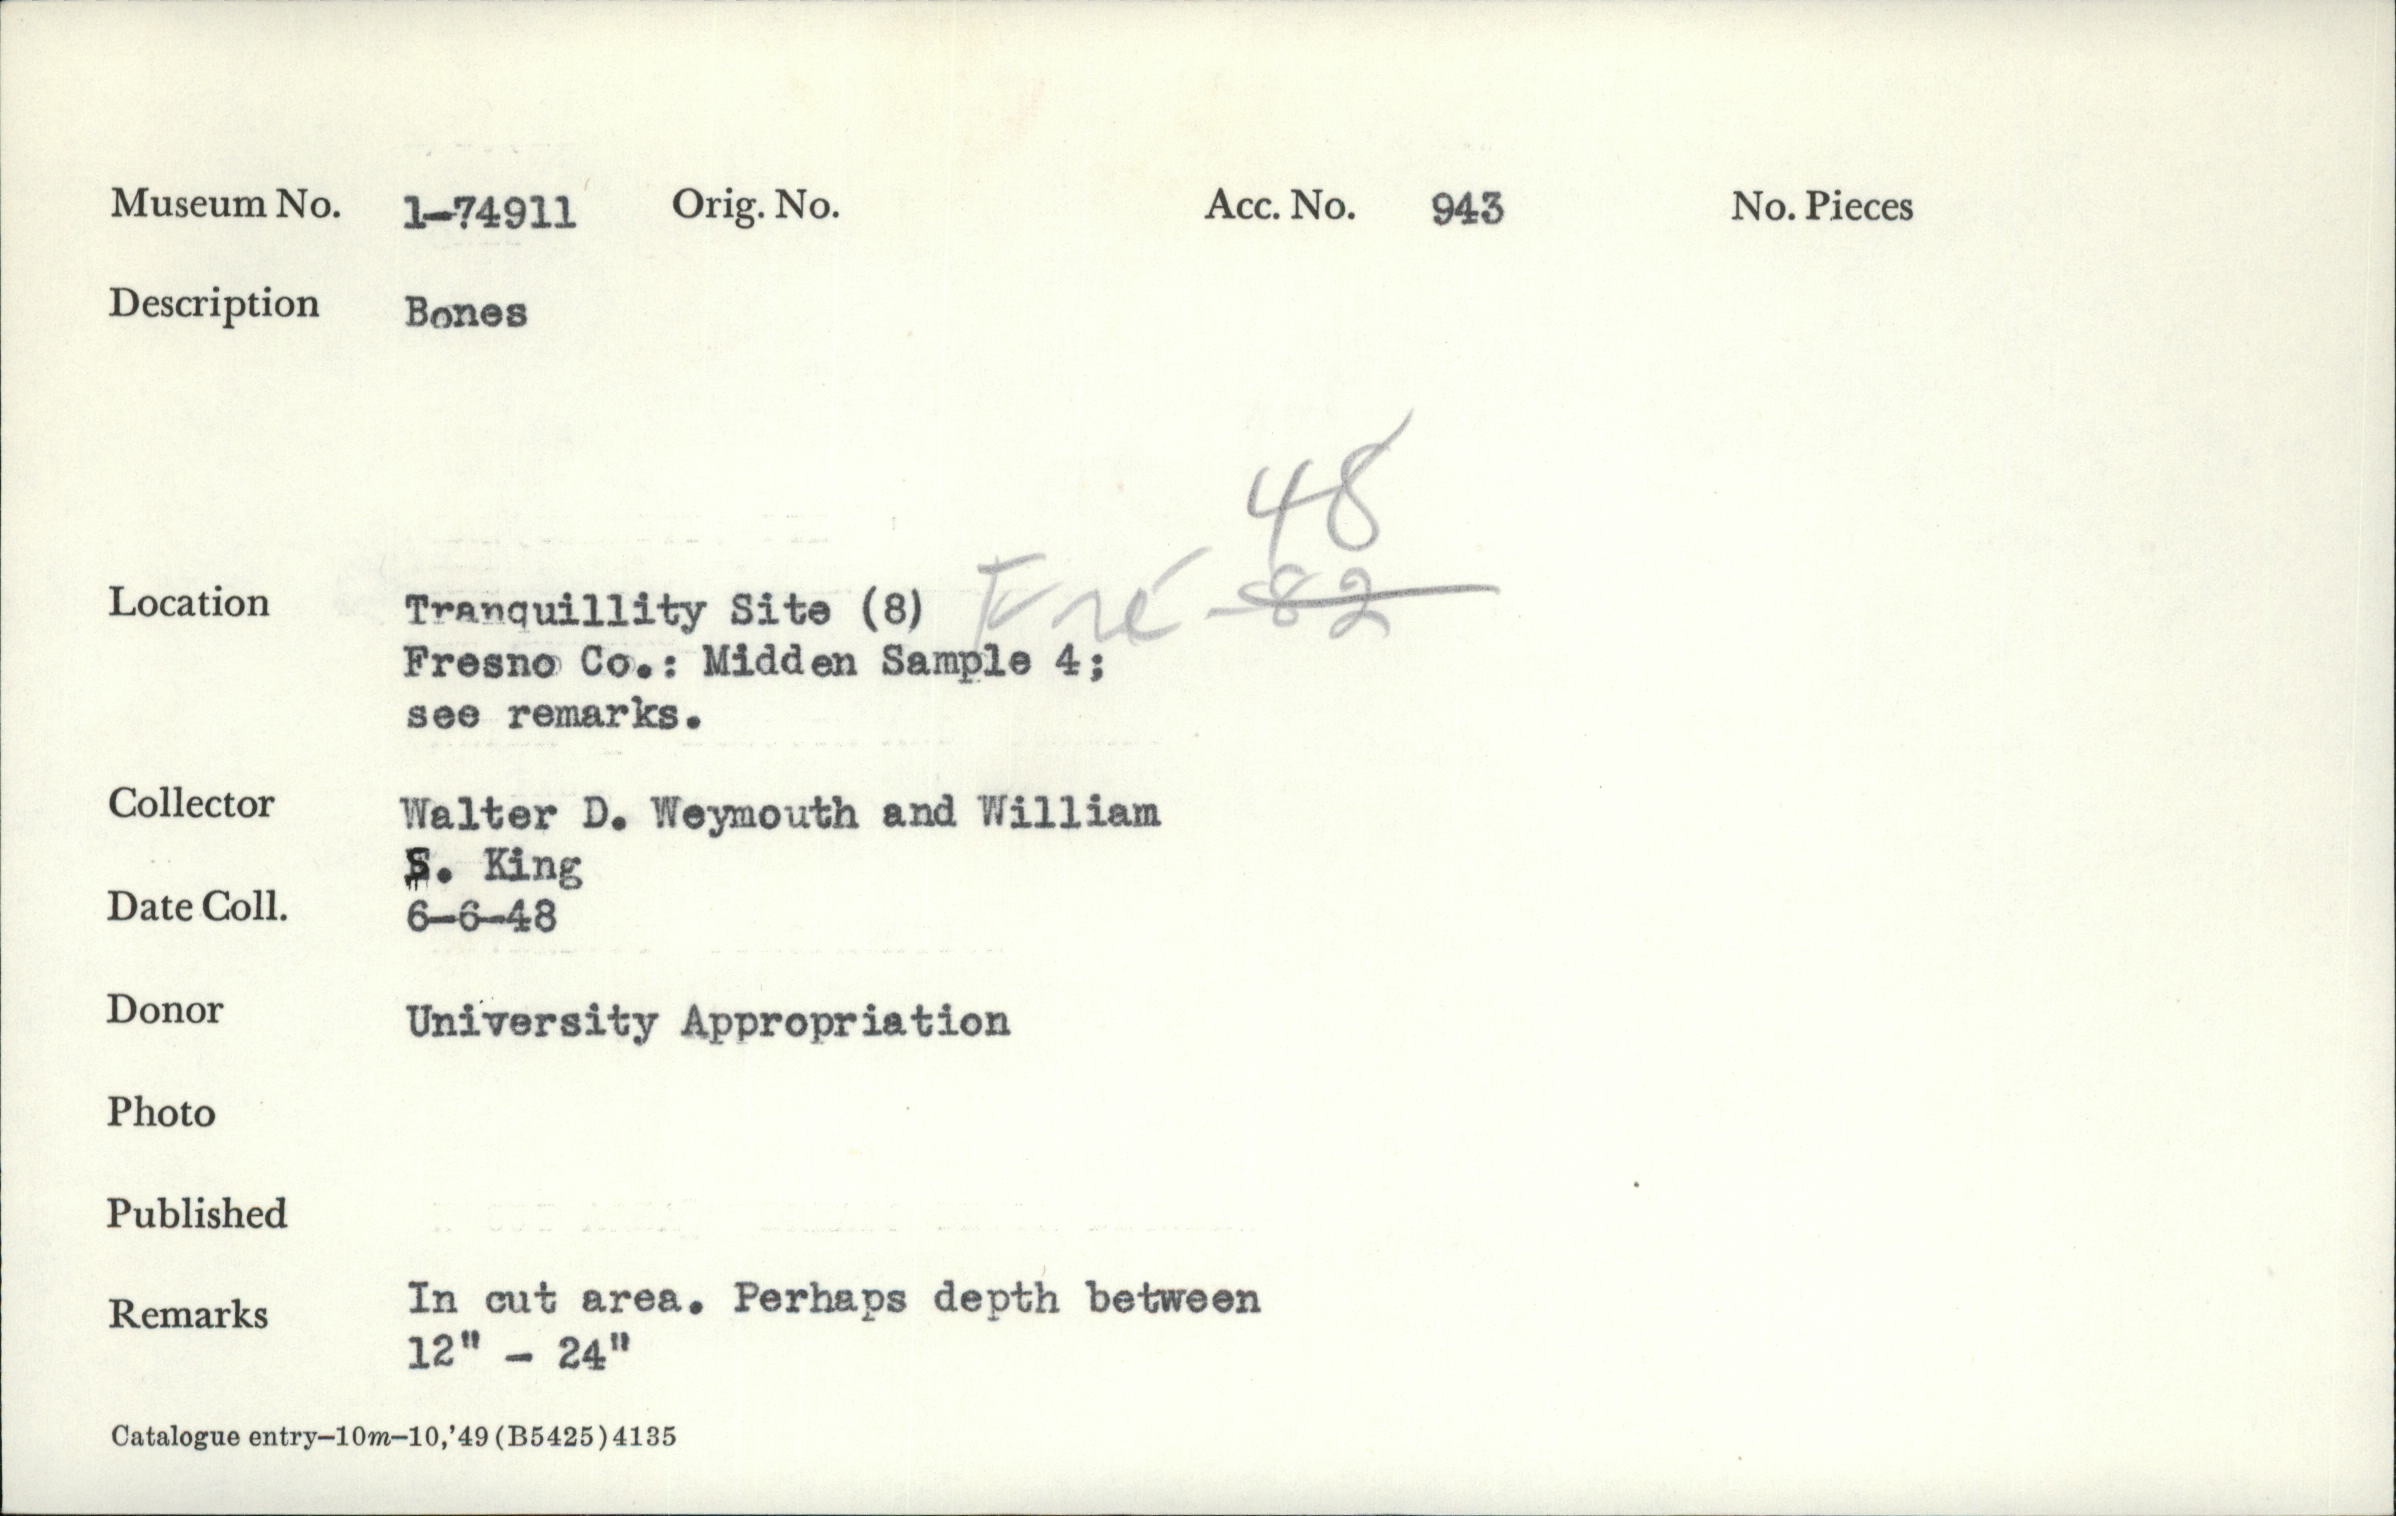 Museum No. 1-74911 Orig. No. Acc. No. 943 No. Pieces
Description Bones
48
Location Tranquillity Site (8) Fre-82
Fresno Co.: Midden Sample 4;
see remarks.
Collector Walter D. Weymouth and William
S. King
Date Coll. 6-6-48
Donor University Appropriation
Photo
Published
Remarks In cut area. Perhaps depth between
12" - 24"
Catalogue entry—10m—10,'49(B5425)4135